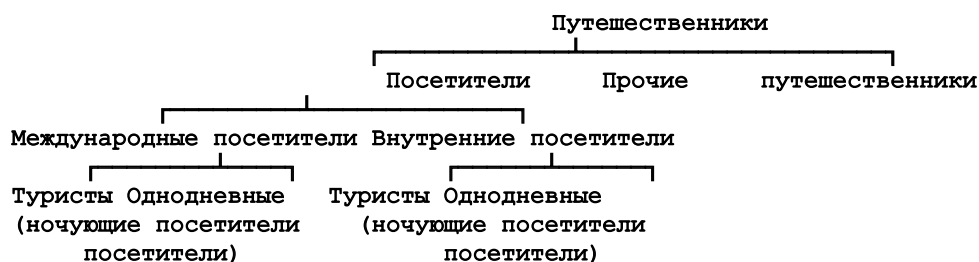 Путешественники
Посетители Прочие путешественники
Международные посетители Внутренние посетители
Туристы Однодневные Туристы Однодневные
(ночующие посетители (ночующие посетители
посетители) посетители)